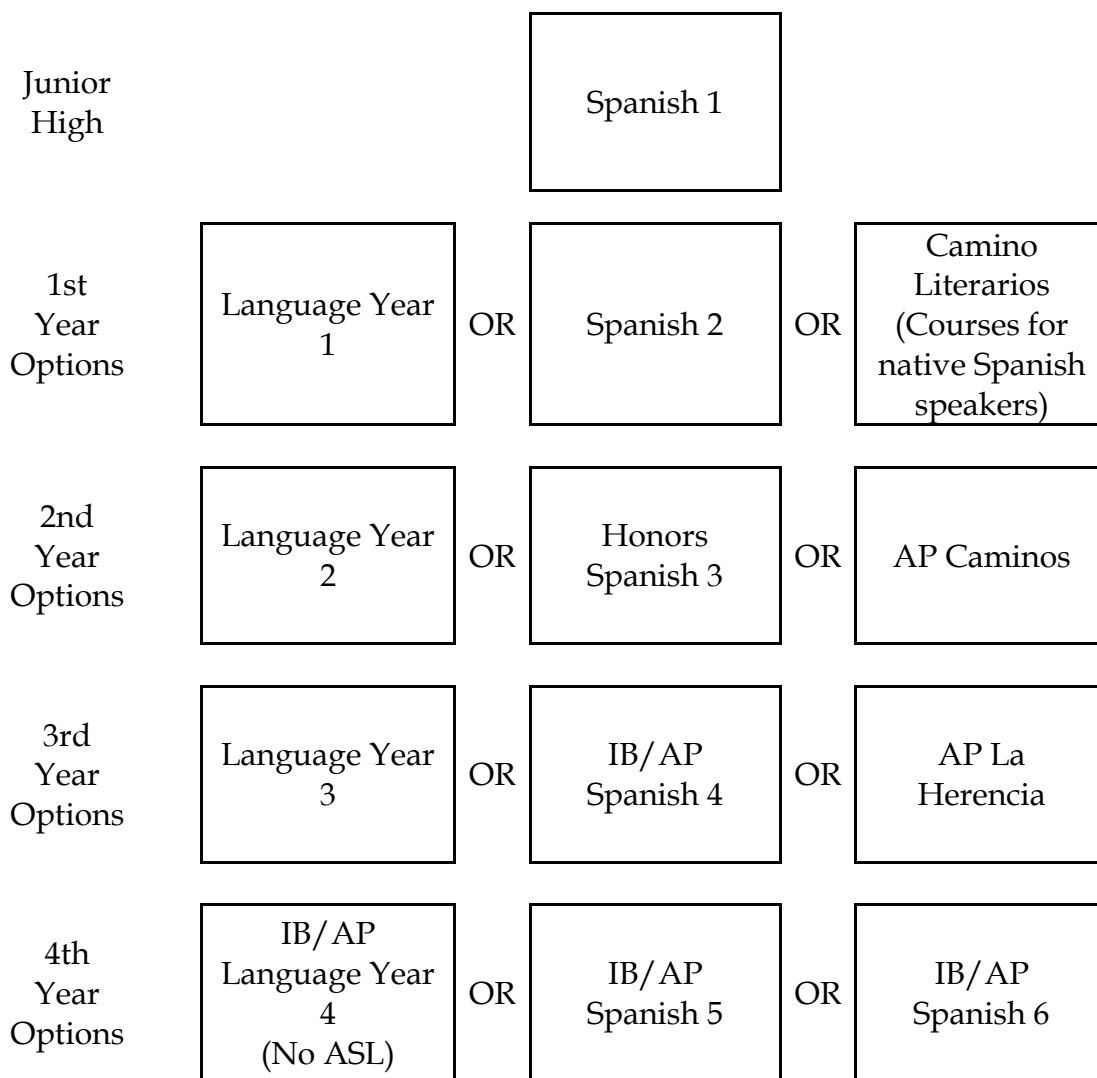 Junior
High
Spanish 1
1st
Year
Options
Language Year
1
OR
Spanish 2
OR
Camino
Literarios
(Courses for
native Spanish
speakers)
2nd
Year
Options
Language Year
2
OR
Honors
Spanish 3
OR
AP Caminos
3rd
Year
Options
Language Year
3
OR
IB/AP
Spanish 4
OR
AP La
Herencia
4th
Year
Options
IB/AP
Language Year
4
(No ASL)
OR
IB/AP
Spanish 5
OR
IB/AP
Spanish 6